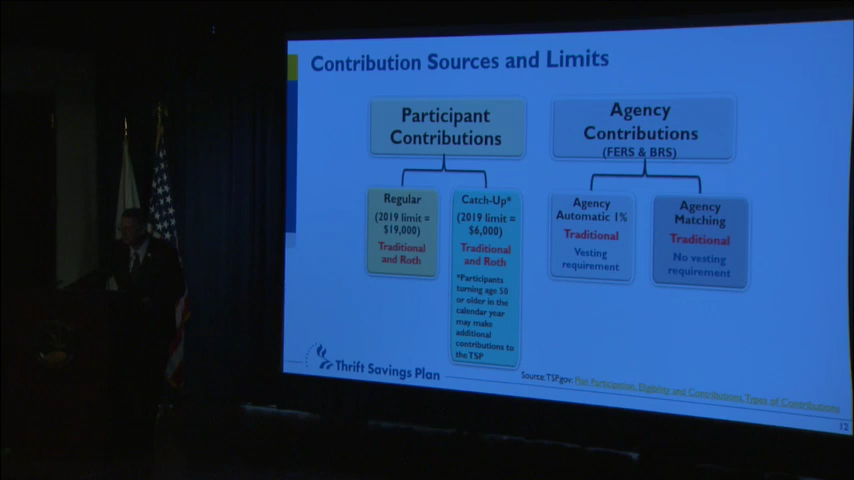 Contribution Sources and Limits
Participant
Contributions
Agency
Contributions
(FERS & BRS)
Regular
(2019 limit =
$19,000)
Traditional
and Roth
Catch-Up*
(2019 limit =
$6,000)
Traditional
and Roth
*Participants
turning age 50
or older in the
calendar year
may make
additional
contributions to
the TSP
Agency
Automatic 1%
Traditional
Vesting
requirement
Agency
Matching
Traditional
No vesting
requirement
Thrift Savings Plan
Source: TSP.gov: Plan Participation, Eligibility and Contributions, Types of Contributions
12